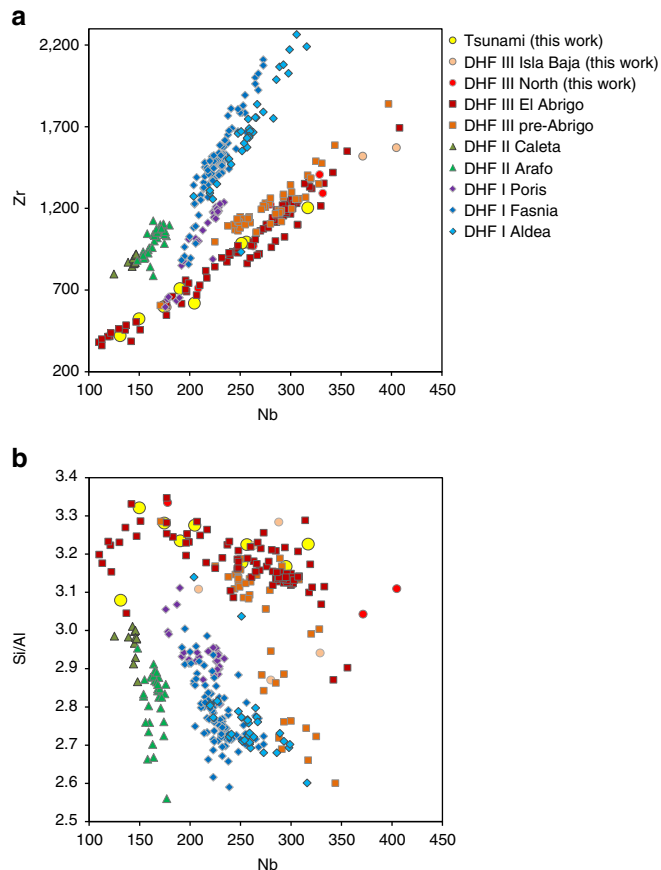 a
2,200
1,700
1,200
700
200
Zr
100 150 200 250 300 350 400 450
Nb
Tsunami (this work)
DHF III Isla Baja (this work)
DHF III North (this work)
DHF III El Abrigo
DHF III pre-Abrigo
DHF II Caleta
DHF II Arafo
DHF I Poris
DHF I Fasnia
DHF I Aldea
b
3.4
3.3
3.2
3.1
3.0
2.9
2.8
2.7
2.6
2.5
Si/Al
100 150 200 250 300 350 400 450
Nb